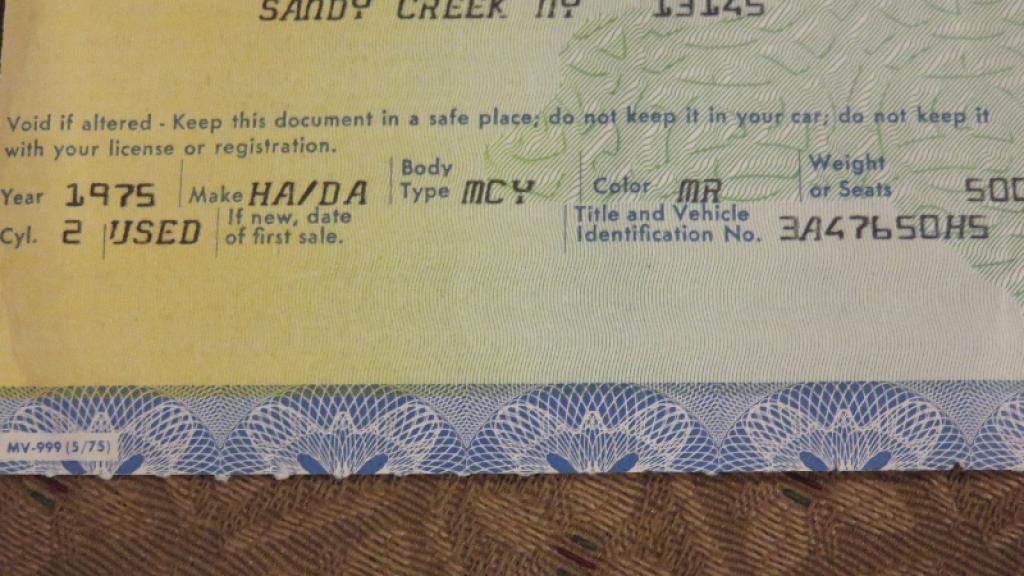 SANDY CREEK NY 13145
Void if altered - Keep this document in a safe place; do not keep it in your car; do not keep it
with your license or registration.
Year 1975 Make HA/DA Body Type MCY Color MR Weight or Seats 500
Cyl. 2 USED If new, date of first sale. Title and Vehicle Identification No. 3A47650H5
MV-999 (5/75)